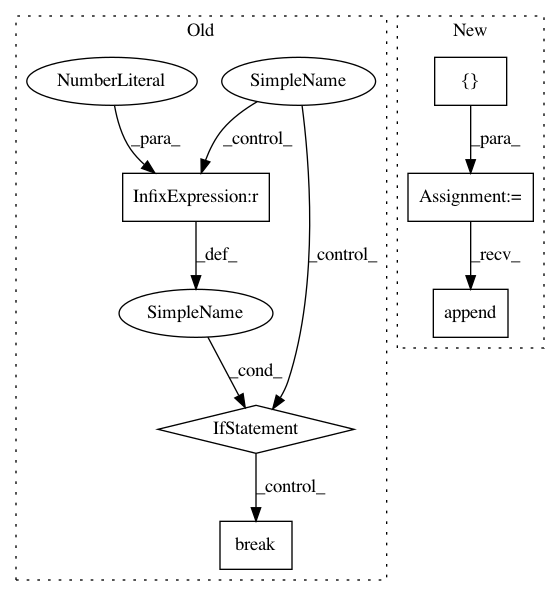 Old
New
NumberLiteral
SimpleName
{}
_para_
_control_
_para_
InfixExpression:r
Assignment:=
_def_
_control_
_recv_
SimpleName
append
_cond_
IfStatement
_control_
break